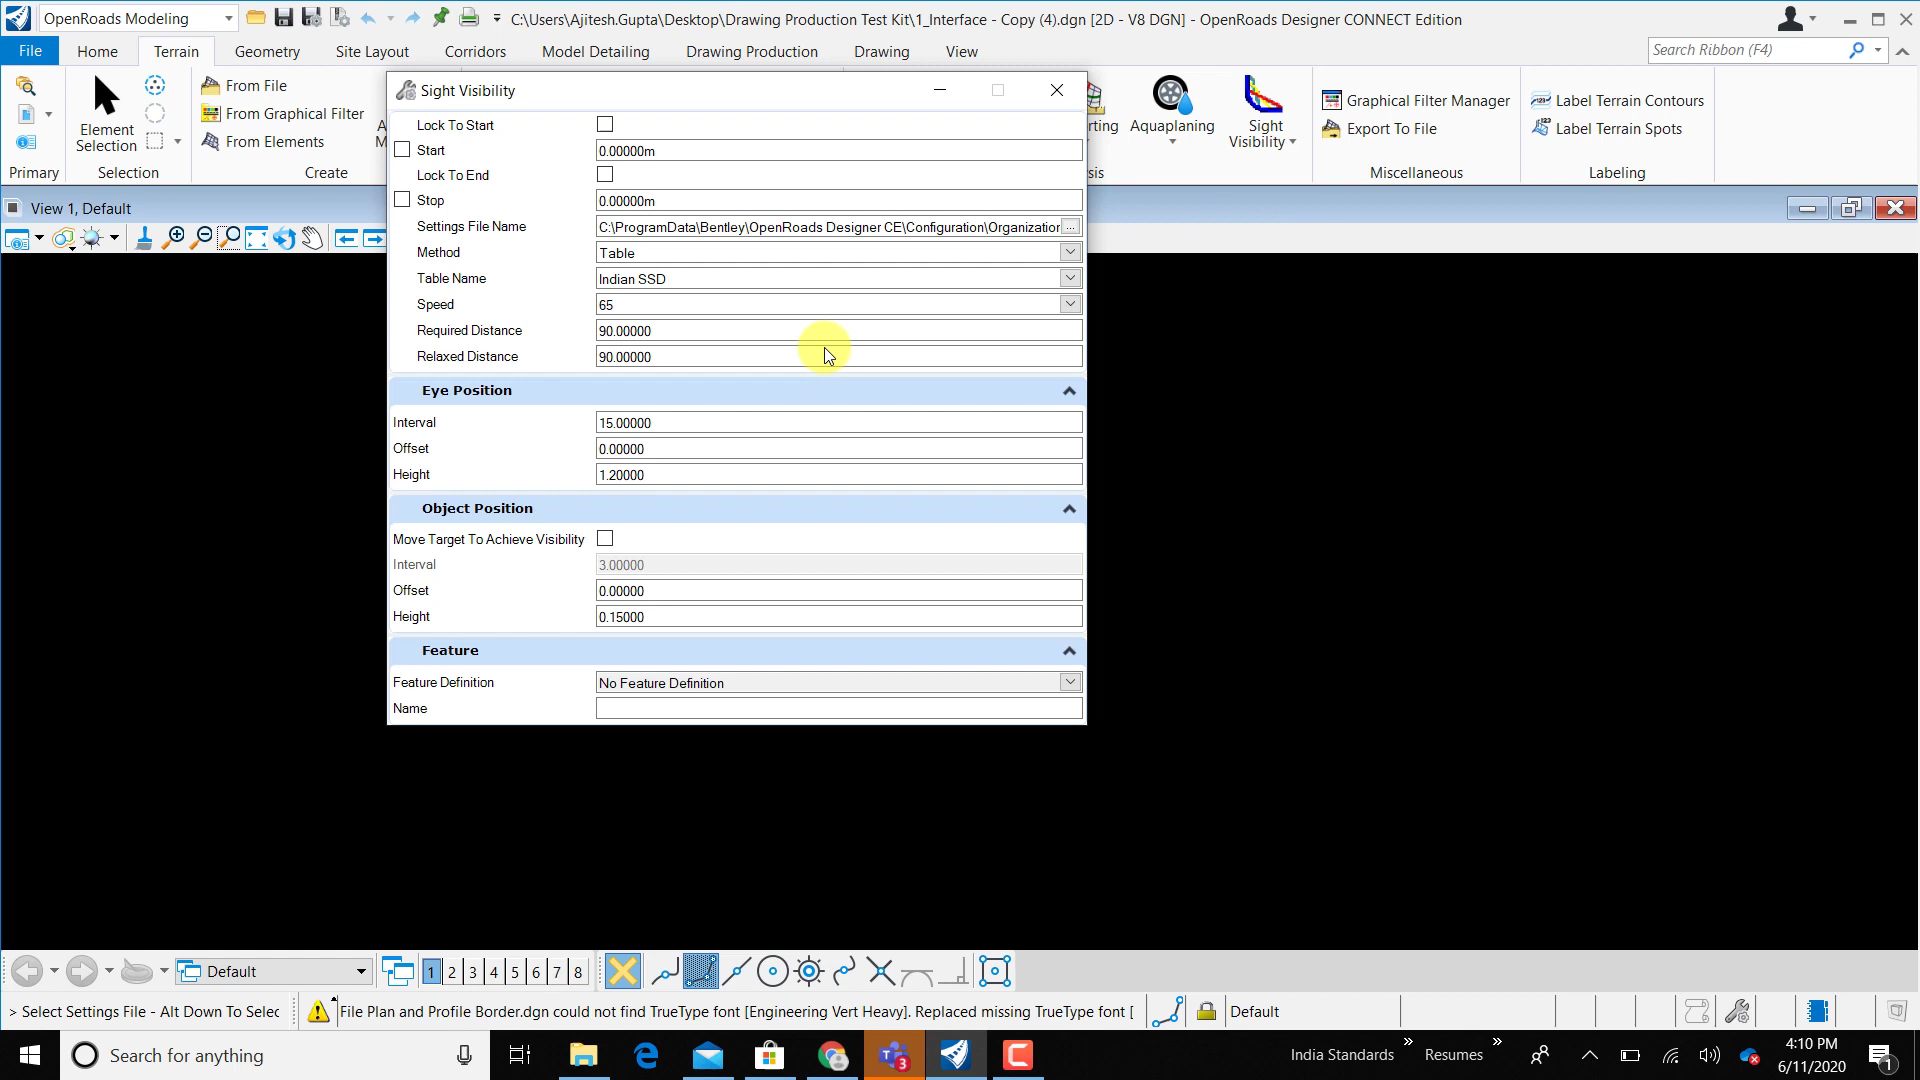 OpenRoads Modeling
C:\Users\Ajitesh.Gupta\Desktop\Drawing Production Test Kit\1_Interface - Copy (4).dgn [2D - V8 DGN] - OpenRoads Designer CONNECT Edition
File Home Terrain Geometry Site Layout Corridors Model Detailing Drawing Production Drawing View
Search Ribbon (F4)
From File
From Graphical Filter
From Elements
Element
Selection
Primary Selection Create
Aquaplaning
Sight
Visibility
Graphical Filter Manager
Export To File
Miscellaneous
Label Terrain Contours
Label Terrain Spots
Labeling
View 1, Default
Sight Visibility
Lock To Start
Start 0.00000m
Lock To End
Stop 0.00000m
Settings File Name C:\ProgramData\Bentley\OpenRoads Designer CE\Configuration\Organization ...
Method Table
Table Name Indian SSD
Speed 65
Required Distance 90.00000
Relaxed Distance 90.00000
Eye Position
Interval 15.00000
Offset 0.00000
Height 1.20000
Object Position
Move Target To Achieve Visibility
Interval 3.00000
Offset 0.00000
Height 0.15000
Feature
Feature Definition No Feature Definition
Name
Default 1 2 3 4 5 6 7 8
> Select Settings File - Alt Down To Selec
File Plan and Profile Border.dgn could not find TrueType font [Engineering Vert Heavy]. Replaced missing TrueType font [
Default
Search for anything
3
India Standards » Resumes »
4:10 PM
6/11/2020
1